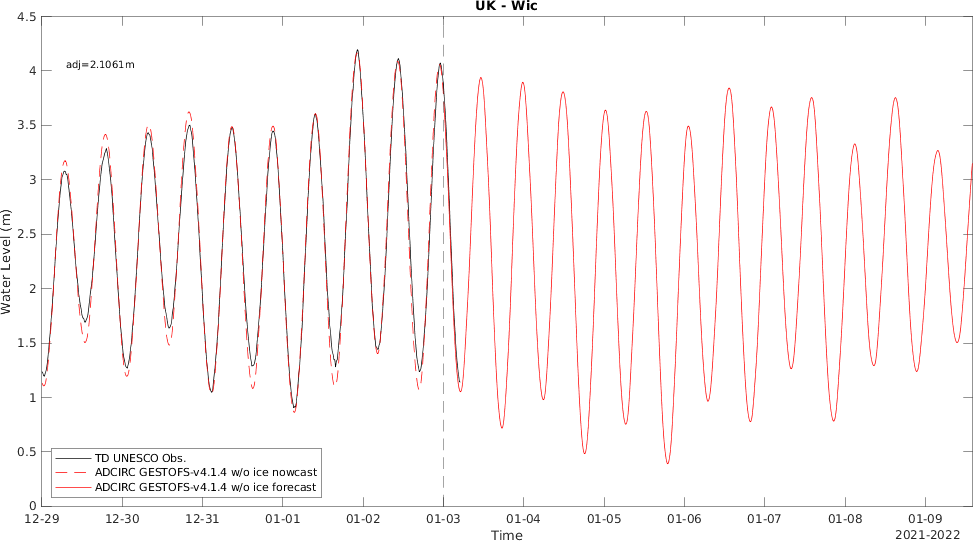 UK - Wic
4.5
4
3.5
3
2.5
2
1.5
1
0.5
0
Water Level (m)
adj=2.1061m
TD UNESCO Obs.
ADCIRC GESTOFS-v4.1.4 w/o ice nowcast
ADCIRC GESTOFS-v4.1.4 w/o ice forecast
12-29 12-30 12-31 01-01 01-02 01-03 01-04 01-05 01-06 01-07 01-08 01-09
Time
2021-2022